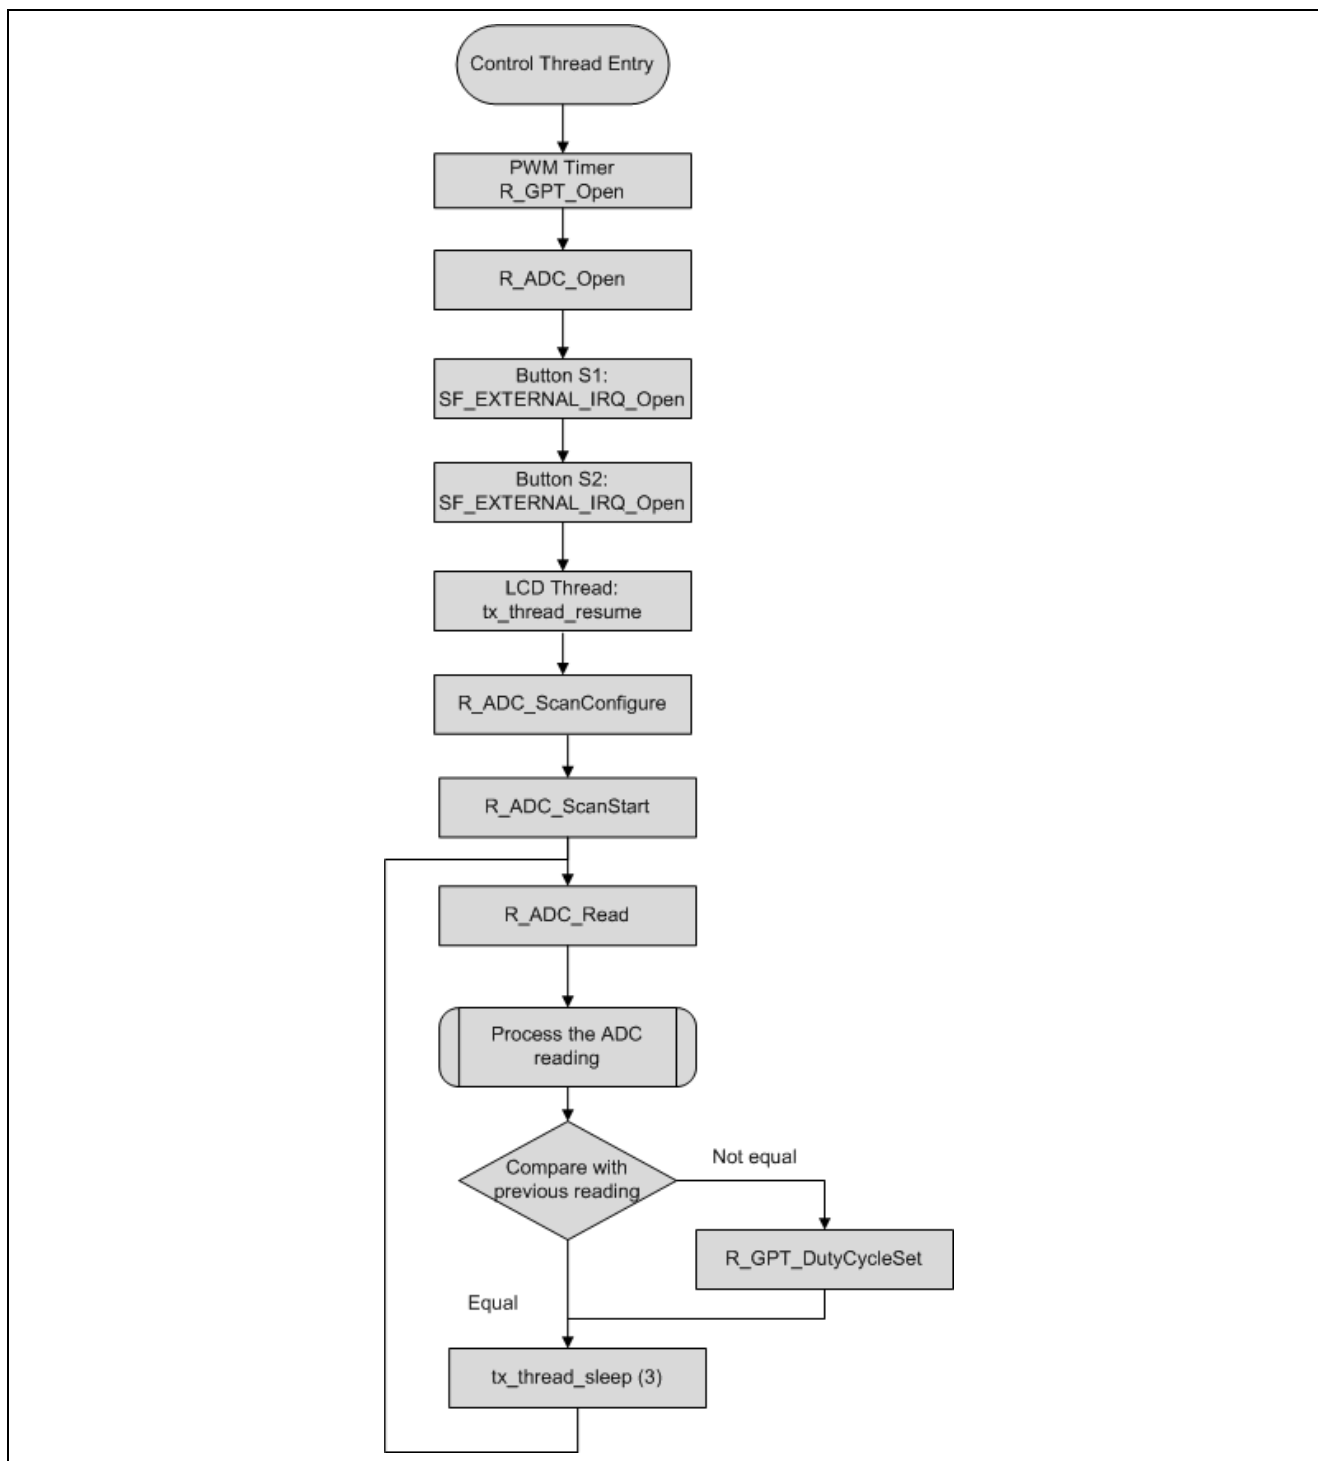 Control Thread Entry
PWM Timer
R_GPT_Open
R_ADC_Open
Button S1:
SF_EXTERNAL_IRQ_Open
Button S2:
SF_EXTERNAL_IRQ_Open
LCD Thread:
tx_thread_resume
R_ADC_ScanConfigure
R_ADC_ScanStart
R_ADC_Read
Process the ADC
reading
Compare with
previous reading
Not equal
R_GPT_DutyCycleSet
Equal
tx_thread_sleep (3)